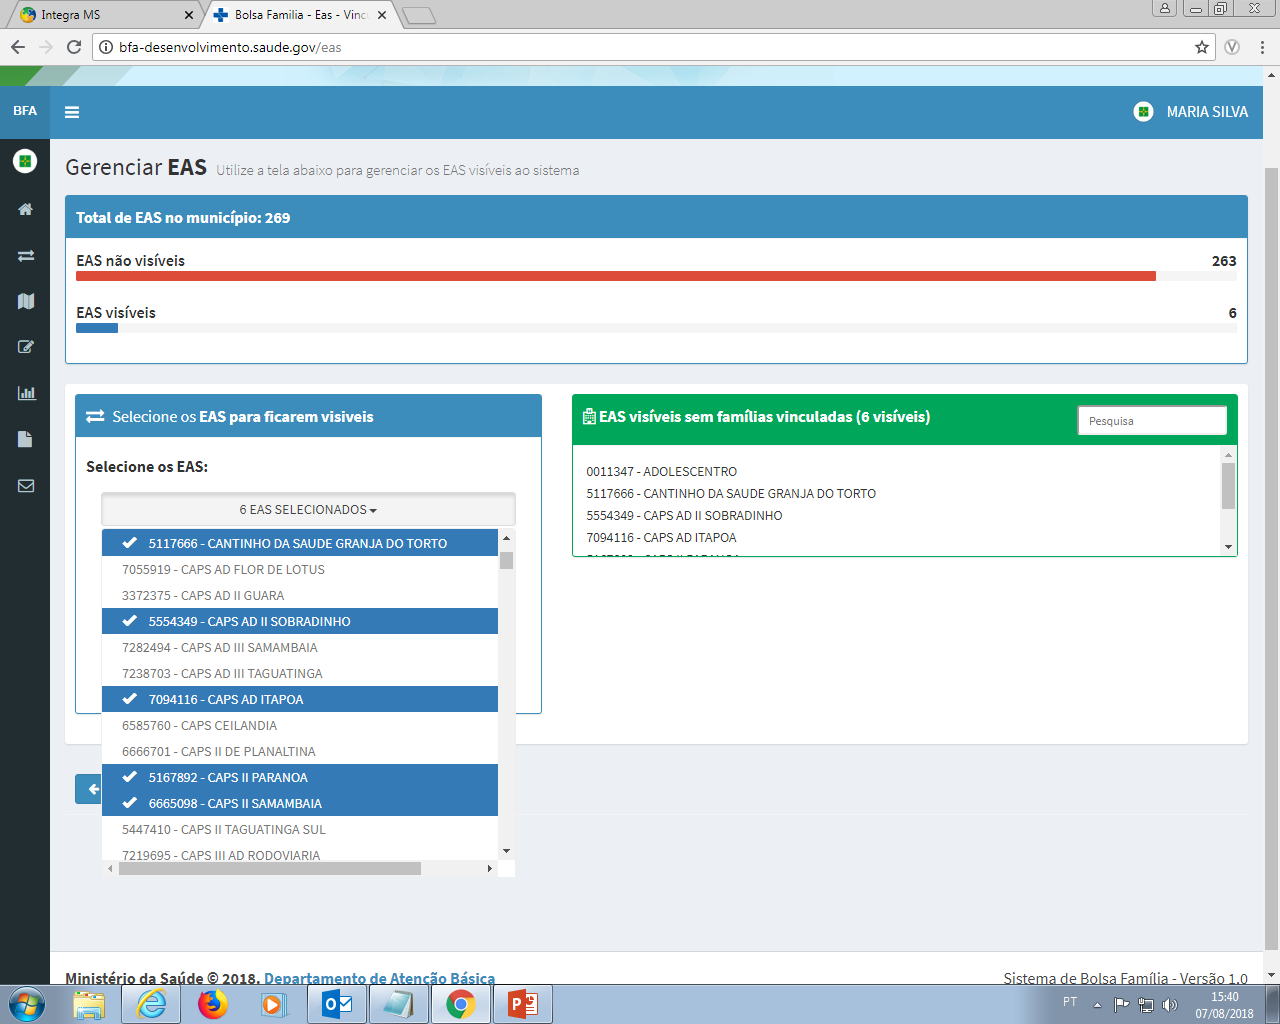 Integra MS
Bolsa Familia - Eas - Vinc
bfa-desenvolvimento.saude.gov/eas
BFA
MARIA SILVA
Gerenciar EAS Utilize a tela abaixo para gerenciar os EAS visíveis ao sistema
Total de EAS no município: 269
EAS não visíveis 263
EAS visíveis 6
Selecione os EAS para ficarem visiveis
Selecione os EAS:
6 EAS SELECIONADOS
5117666 - CANTINHO DA SAUDE GRANJA DO TORTO
7055919 - CAPS AD FLOR DE LOTUS
3372375 - CAPS AD II GUARA
5554349 - CAPS AD II SOBRADINHO
7282494 - CAPS AD III SAMAMBAIA
7238703 - CAPS AD III TAGUATINGA
7094116 - CAPS AD ITAPOA
6585760 - CAPS CEILANDIA
6666701 - CAPS II DE PLANALTINA
5167892 - CAPS II PARANOA
6665098 - CAPS II SAMAMBAIA
5447410 - CAPS II TAGUATINGA SUL
7219695 - CAPS III AD RODOVIARIA
EAS visíveis sem famílias vinculadas (6 visíveis)
Pesquisa
0011347 - ADOLESCENTRO
5117666 - CANTINHO DA SAUDE GRANJA DO TORTO
5554349 - CAPS AD II SOBRADINHO
7094116 - CAPS AD ITAPOA
Ministério da Saúde © 2018. Departamento de Atenção Básica
Sistema de Bolsa Família - Versão 1.0
PT
15:40
07/08/2018